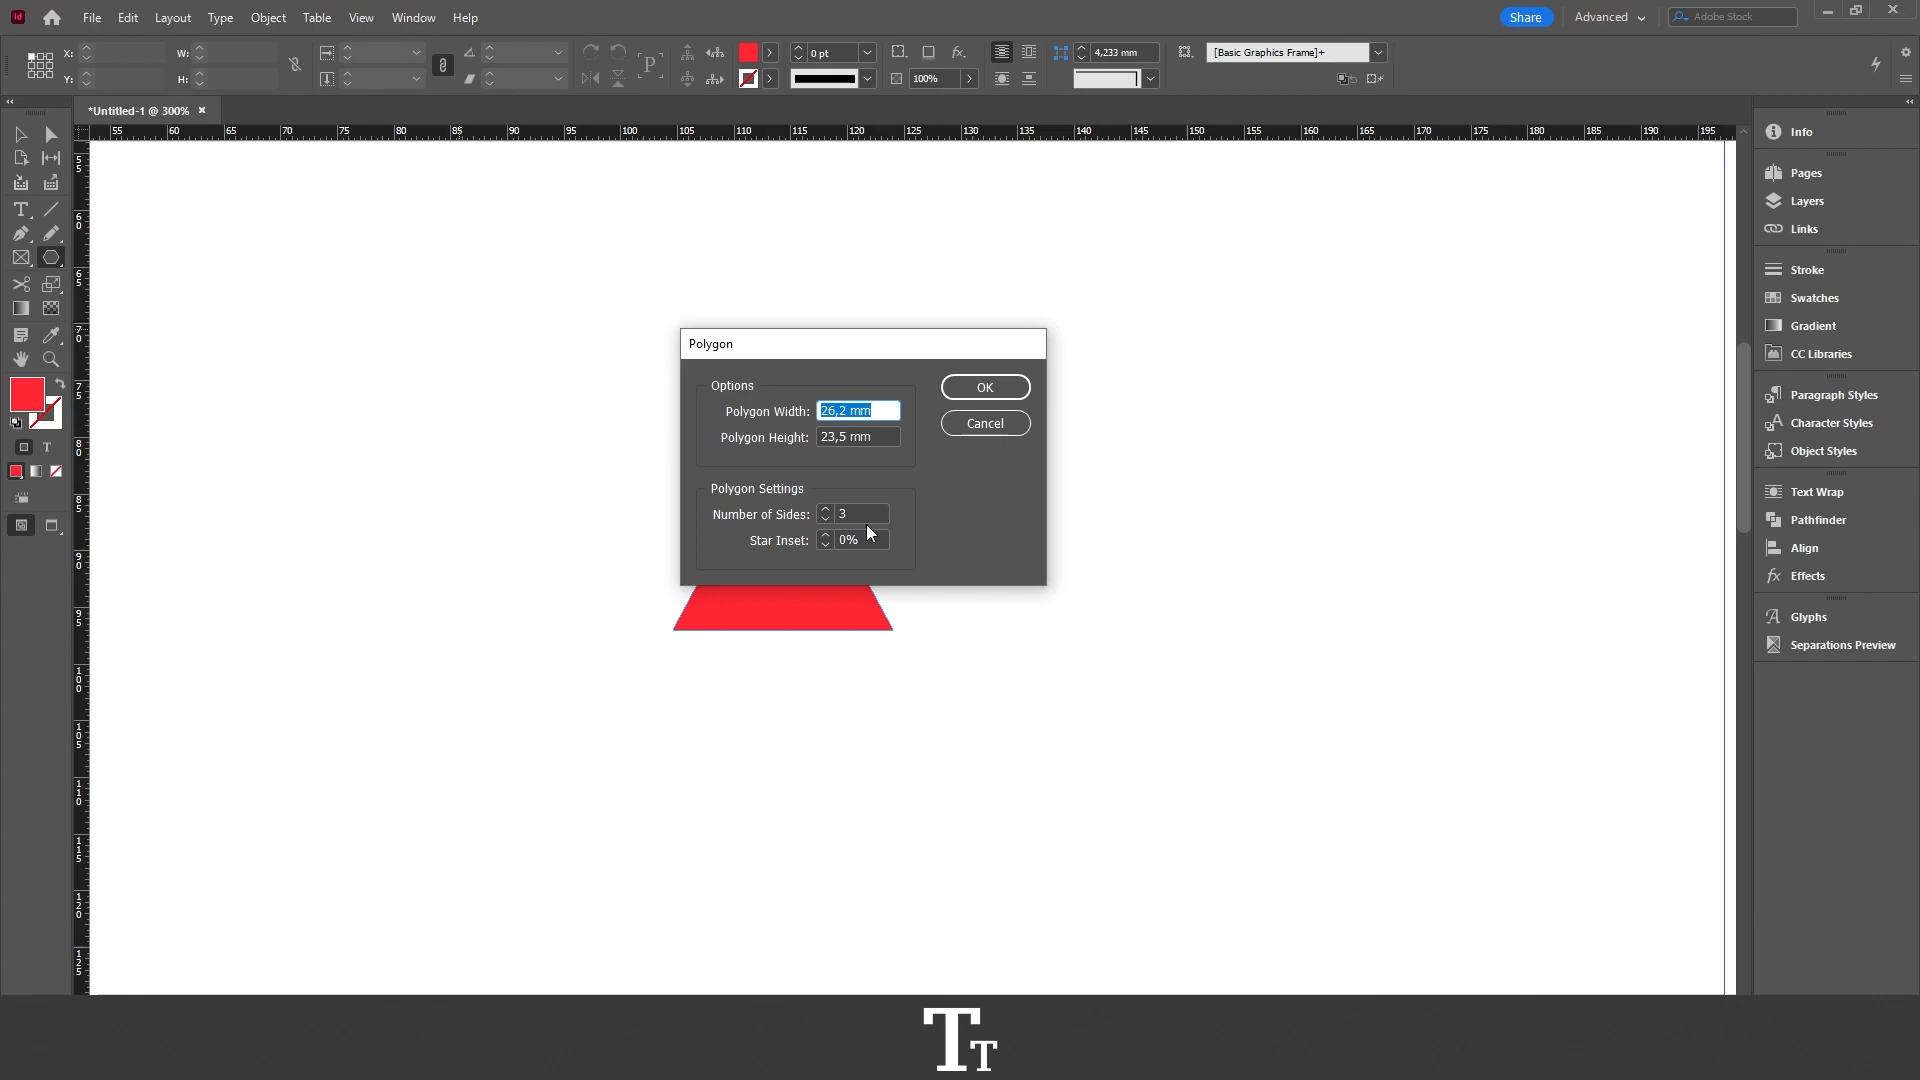 Id File Edit Layout Type Object Table View Window Help Share Advanced Adobe Stock
X: W: 0 pt fx. 4,233 mm [Basic Graphics Frame]+
Y: H: P 100%
*Untitled-1 @ 300% ×
55 60 65 70 75 80 85 90 95 100 105 110 115 120 125 130 135 140 145 150 155 160 165 170 175 180 185 190 195
55
60
65
70
75
80
85
90
95
100
105
110
115
120
125
T
T
Polygon
Options
Polygon Width: 26,2 mm
Polygon Height: 23,5 mm
OK
Cancel
Polygon Settings
Number of Sides: 3
Star Inset: 0%
Info
Pages
Layers
Links
Stroke
Swatches
Gradient
CC Libraries
Paragraph Styles
Character Styles
Object Styles
Text Wrap
Pathfinder
Align
fx Effects
Glyphs
Separations Preview
TT